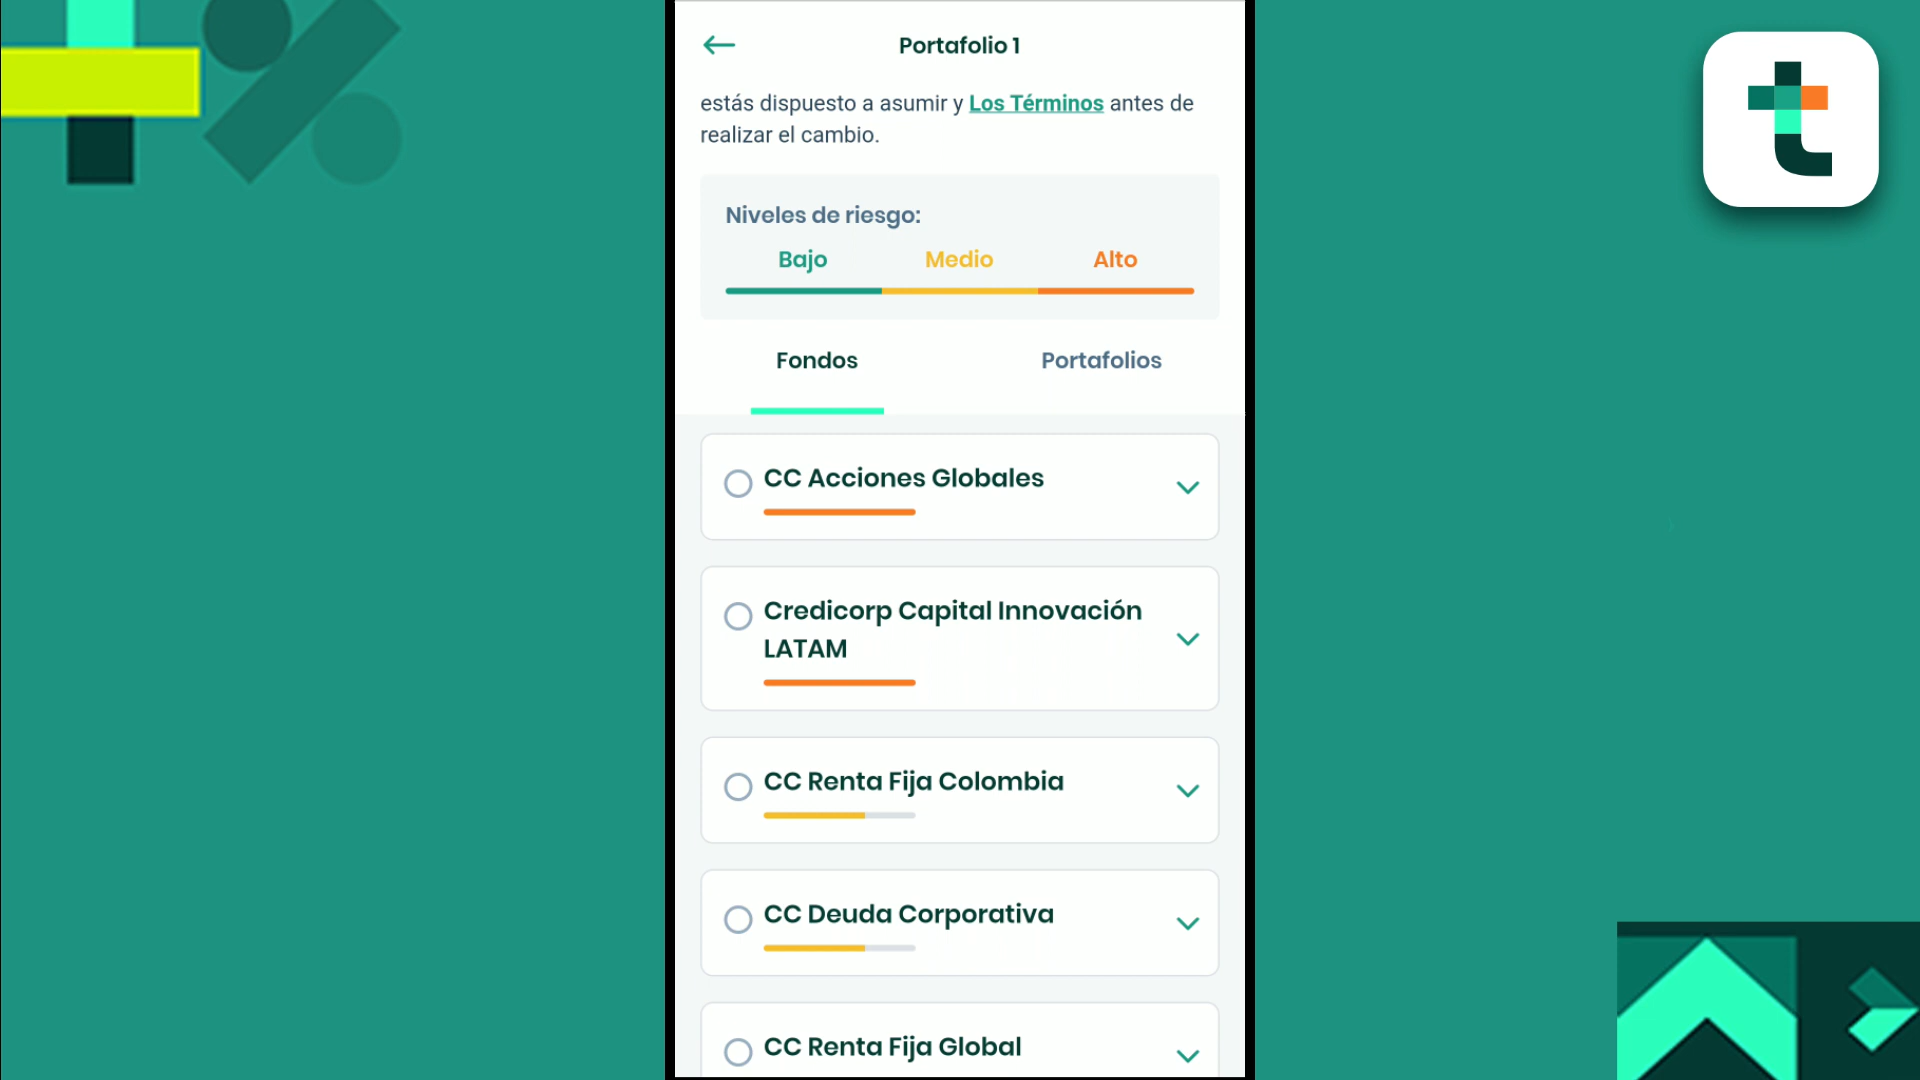 Portafolio 1
estás dispuesto a asumir y Los Términos antes de
realizar el cambio.
Niveles de riesgo:
Bajo Medio Alto
Fondos Portafolios
CC Acciones Globales
Credicorp Capital Innovación
LATAM
CC Renta Fija Colombia
CC Deuda Corporativa
CC Renta Fija Global